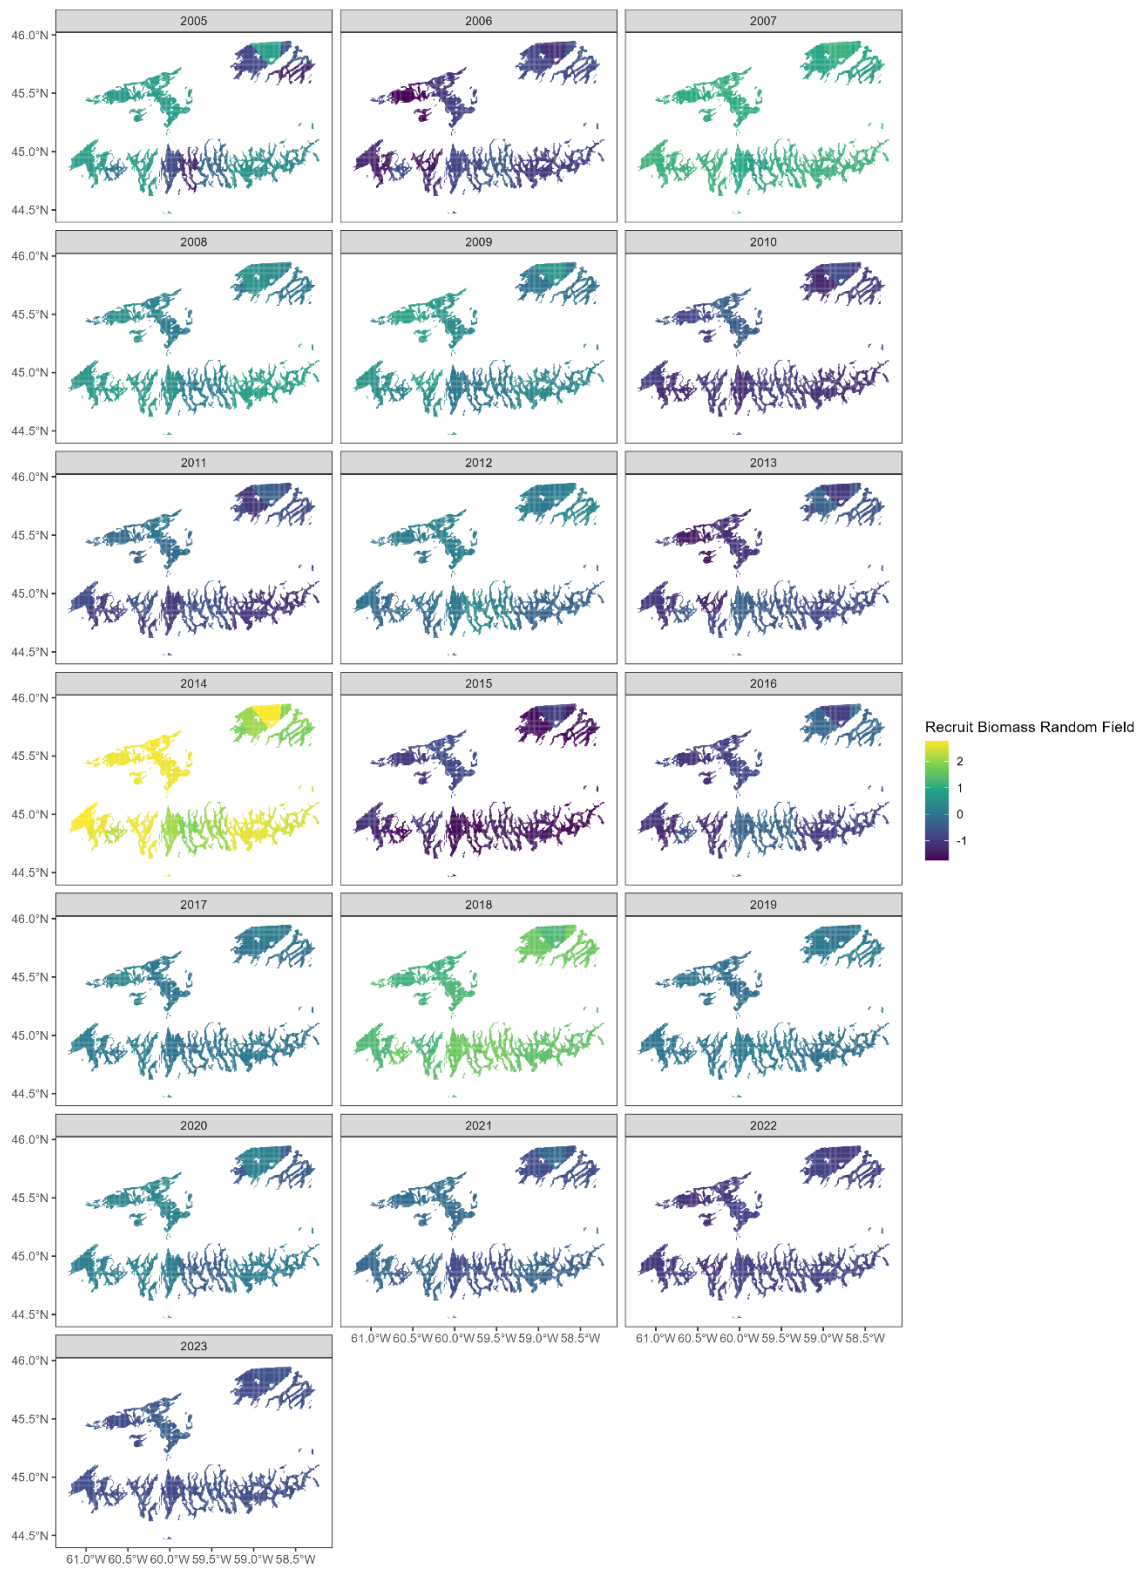 2005 2006 2007
46.0°N
45.5°N
45.0°N
44.5°N
2008 2009 2010
46.0°N
45.5°N
45.0°N
44.5°N
2011 2012 2013
46.0°N
45.5°N
45.0°N
44.5°N
2014 2015 2016
46.0°N
45.5°N
45.0°N
44.5°N
Recruit Biomass Random Field
2
1
0
-1
2017 2018 2019
46.0°N
45.5°N
45.0°N
44.5°N
2020 2021 2022
46.0°N
45.5°N
45.0°N
44.5°N
61.0°W 60.5°W 60.0°W 59.5°W 59.0°W 58.5°W 61.0°W 60.5°W 60.0°W 59.5°W 59.0°W 58.5°W
2023
46.0°N
45.5°N
45.0°N
44.5°N
61.0°W 60.5°W 60.0°W 59.5°W 59.0°W 58.5°W